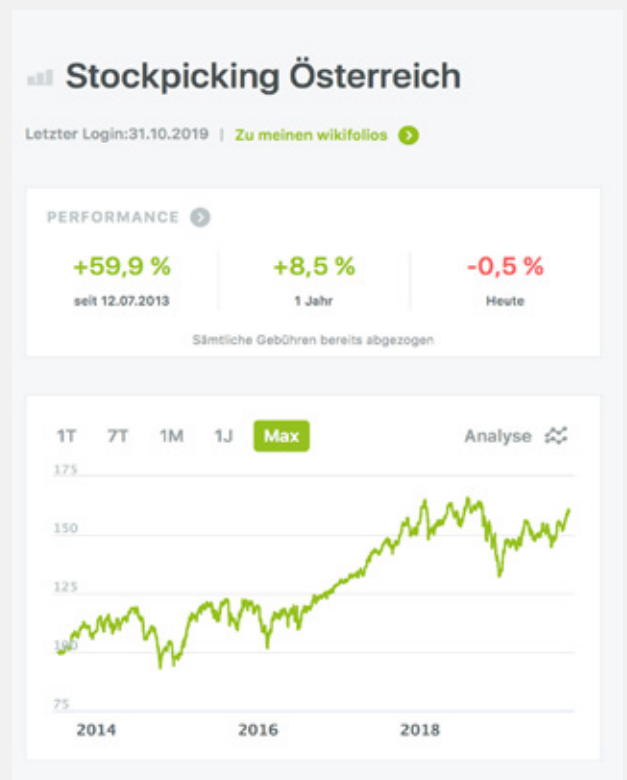 Stockpicking Österreich
Letzter Login:31.10.2019 | Zu meinen wikifolios
PERFORMANCE
+59,9 % +8,5 % -0,5 %
seit 12.07.2013 1 Jahr Heute
Sämtliche Gebühren bereits abgezogen
1T 7T 1M 1J Max Analyse
175
150
125
100
75
2014 2016 2018